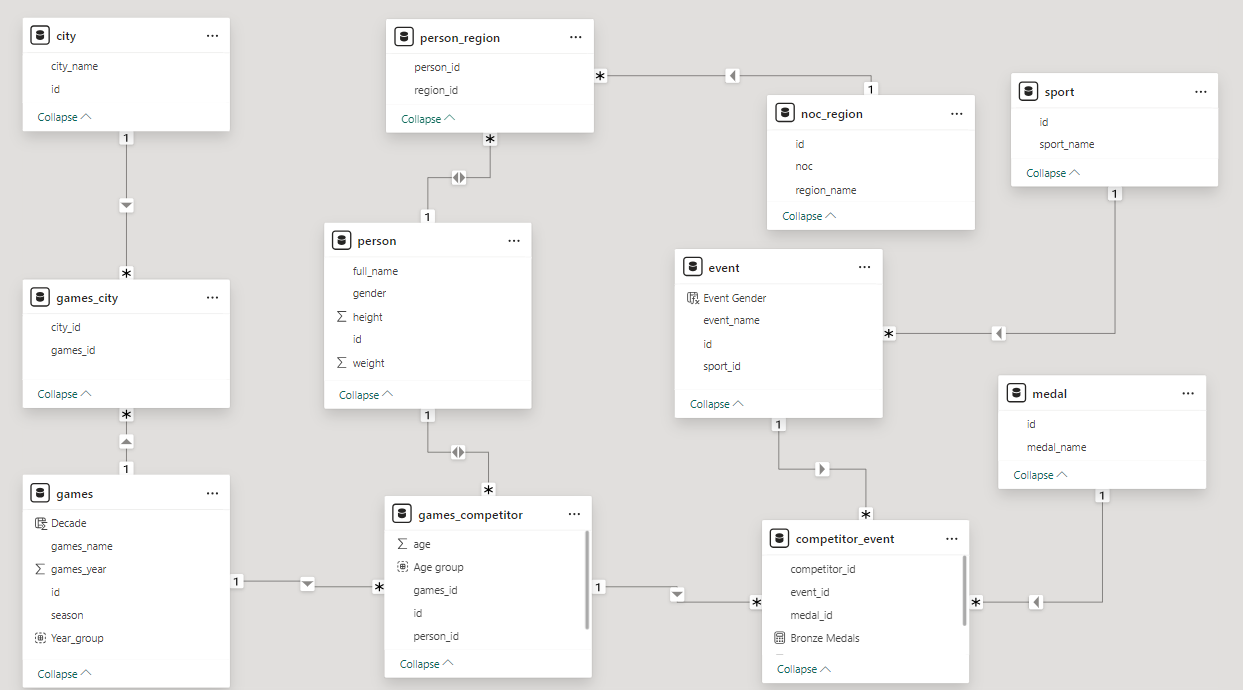 city
city_name
id
Collapse
1
*
games_city
city_id
games_id
Collapse
*
1
games
Decade
games_name
games_year
id
season
Year_group
Collapse
1
*
person_region
person_id
region_id
Collapse
*
*
1
1
person
full_name
gender
height
id
weight
Collapse
1
*
games_competitor
age
Age group
games_id
id
person_id
Collapse
1
*
noc_region
id
noc
region_name
Collapse
event
Event Gender
event_name
id
sport_id
Collapse
*
1
*
competitor_event
competitor_id
event_id
medal_id
Bronze Medals
Collapse
*
sport
id
sport_name
Collapse
1
medal
id
medal_name
Collapse
1